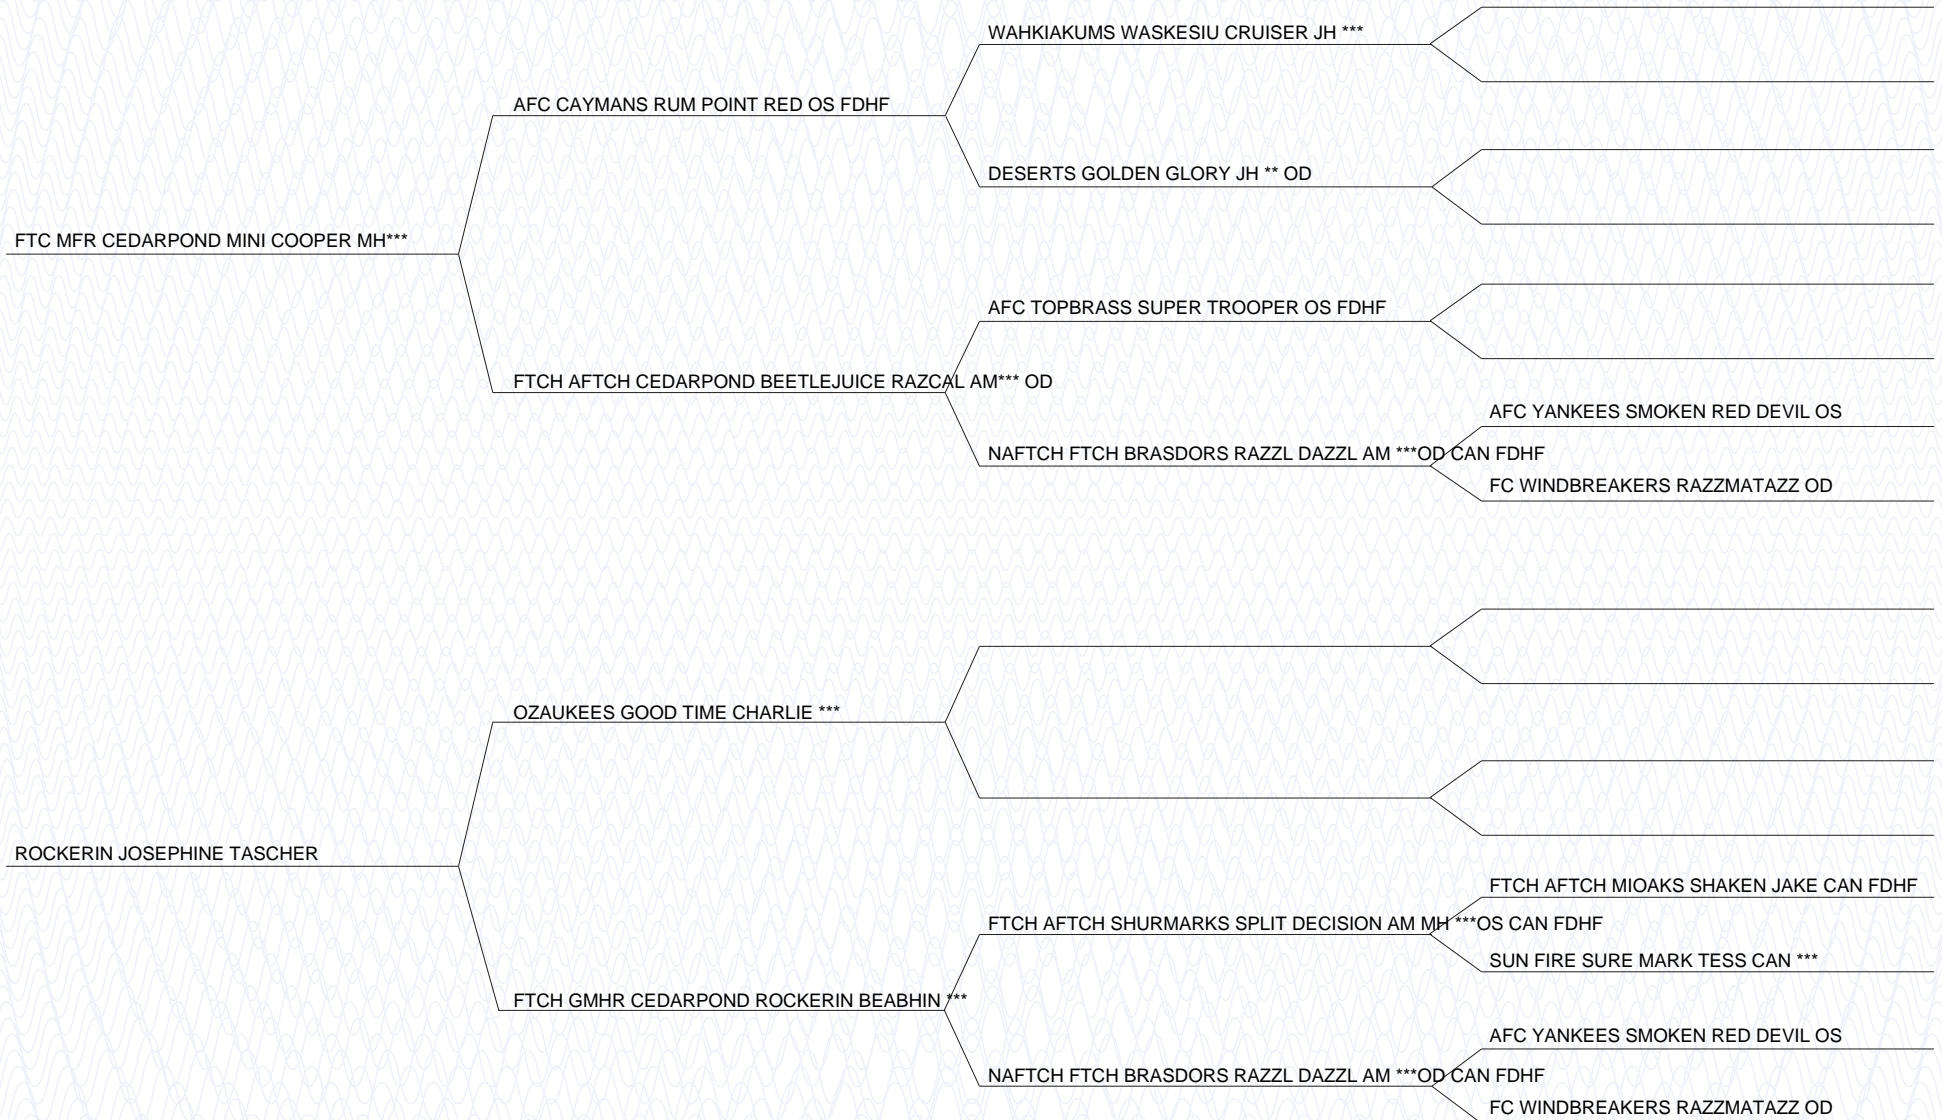 WAHKIAKUMS WASKESIU CRUISER JH ***
AFC CAYMANS RUM POINT RED OS FDHF
DESERTS GOLDEN GLORY JH ** OD
FTC MFR CEDARPOND MINI COOPER MH***
AFC TOPBRASS SUPER TROOPER OS FDHF
FTCH AFTCH CEDARPOND BEETLEJUICE RAZCAL AM*** OD
AFC YANKEES SMOKEN RED DEVIL OS
NAFTCH FTCH BRASDORS RAZZL DAZZL AM ***OD CAN FDHF
FC WINDBREAKERS RAZZMATAZZ OD
OZAUKEES GOOD TIME CHARLIE ***
ROCKERIN JOSEPHINE TASCHER
FTCH AFTCH MIOAKS SHAKEN JAKE CAN FDHF
FTCH AFTCH SHURMARKS SPLIT DECISION AM MH ***OS CAN FDHF
SUN FIRE SURE MARK TESS CAN ***
FTCH GMHR CEDARPOND ROCKERIN BEABHIN ***
AFC YANKEES SMOKEN RED DEVIL OS
NAFTCH FTCH BRASDORS RAZZL DAZZL AM ***OD CAN FDHF
FC WINDBREAKERS RAZZMATAZZ OD